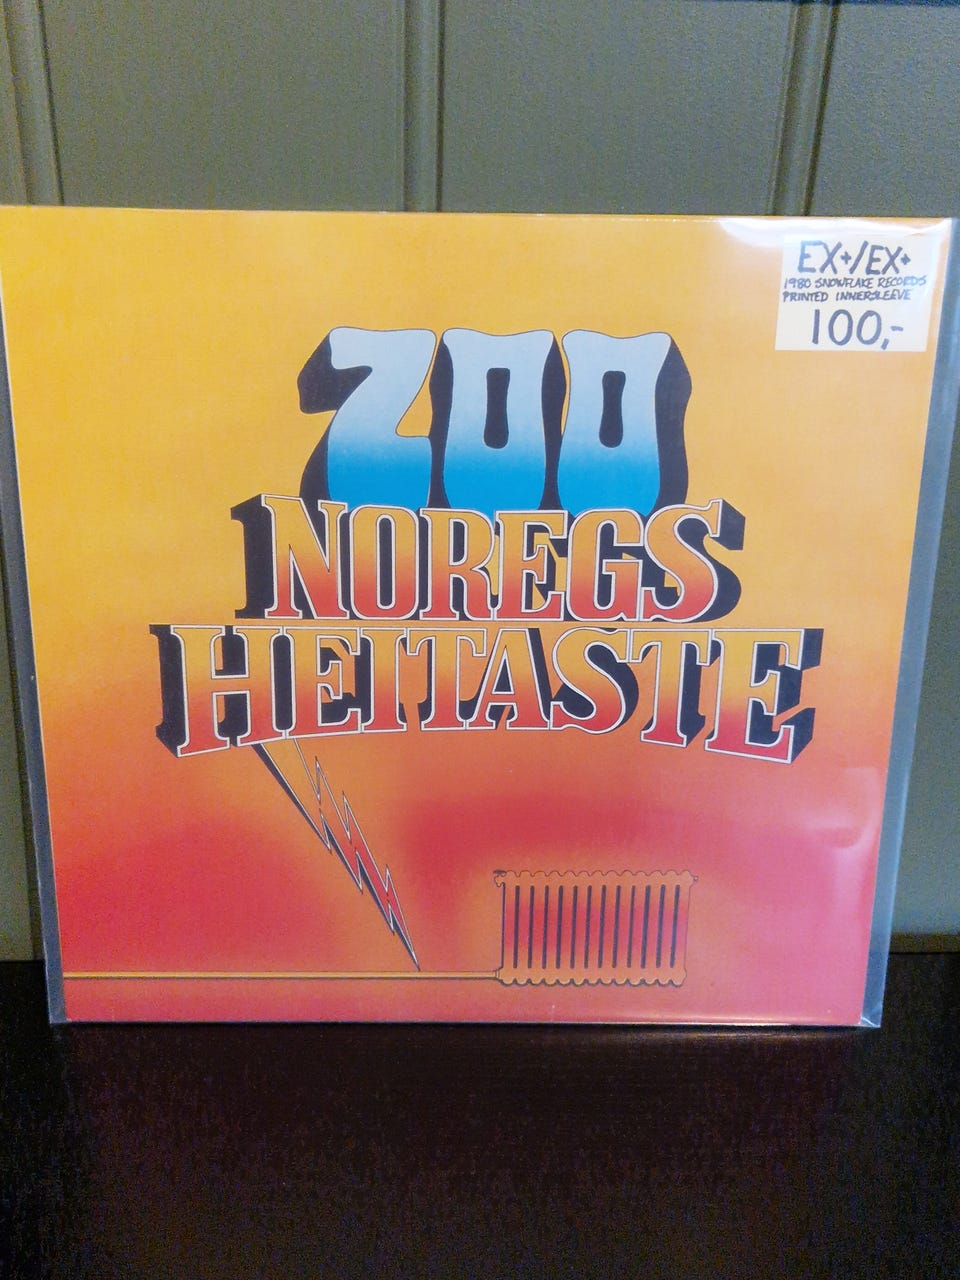 EX+/EX+
1980 SNOWFLAKE RECORDS
PRINTED INNERSLEEVE
100,-
ZOO
NOREGS
HEITASTE